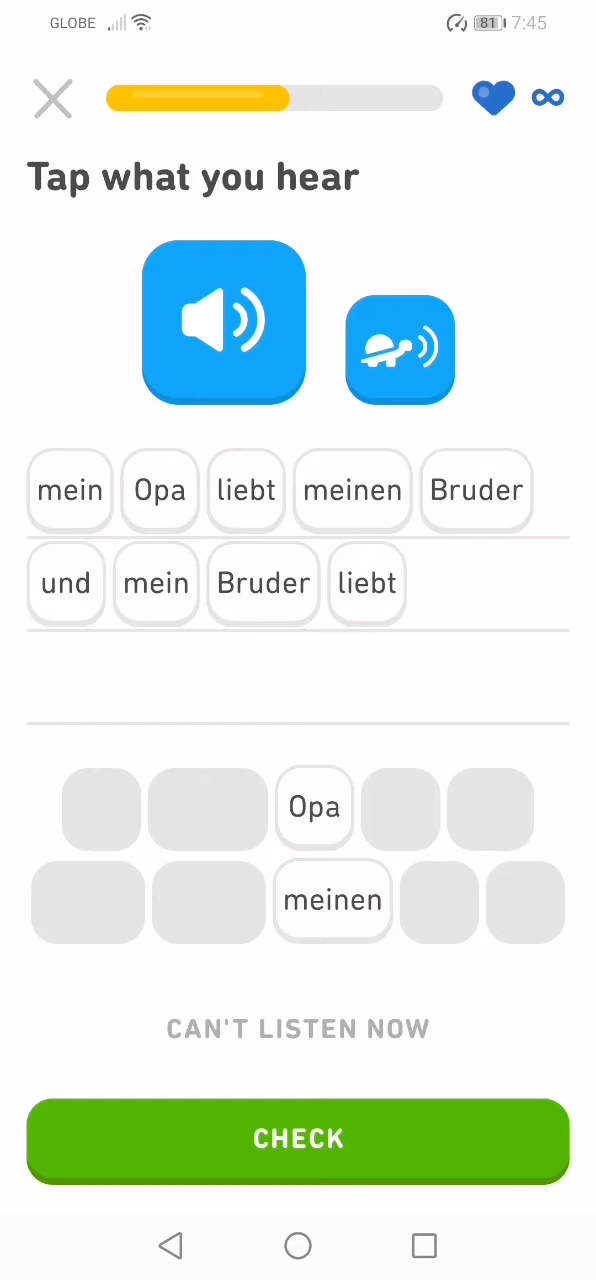 GLOBE 81 7:45
Tap what you hear
mein Opa liebt meinen Bruder
und mein Bruder liebt
Opa
meinen
CAN'T LISTEN NOW
CHECK